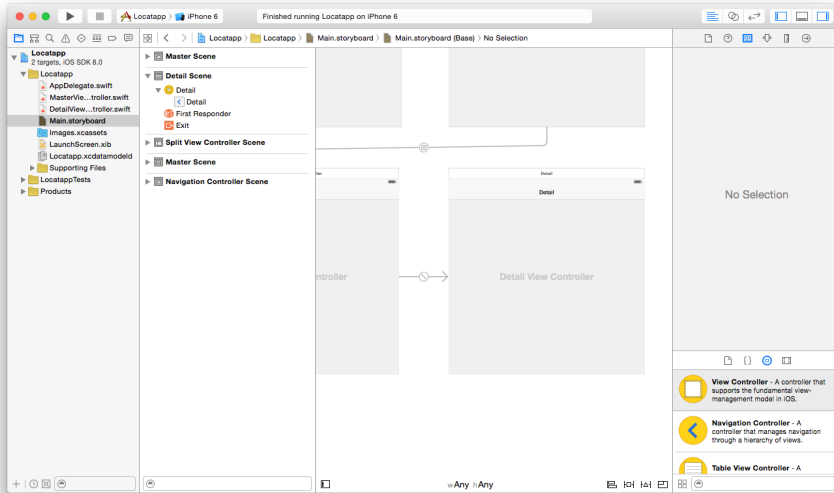 Locatapp › iPhone 6
Finished running Locatapp on iPhone 6
Locatapp
2 targets, iOS SDK 8.0
Locatapp
AppDelegate.swift
MasterVie...troller.swift
DetailView...troller.swift
Main.storyboard
Images.xcassets
LaunchScreen.xib
Locatapp.xcdatamodeld
Supporting Files
LocatappTests
Products
Locatapp › Locatapp › Main.storyboard › Main.storyboard (Base) › No Selection
Master Scene
Detail Scene
Detail
Detail
First Responder
Exit
Split View Controller Scene
Master Scene
Navigation Controller Scene
ntroller
Detail
Detail
Detail View Controller
wAny hAny
No Selection
View Controller - A controller that
supports the fundamental view-
management model in iOS.
Navigation Controller - A
controller that manages navigation
through a hierarchy of views.
Table View Controller - A